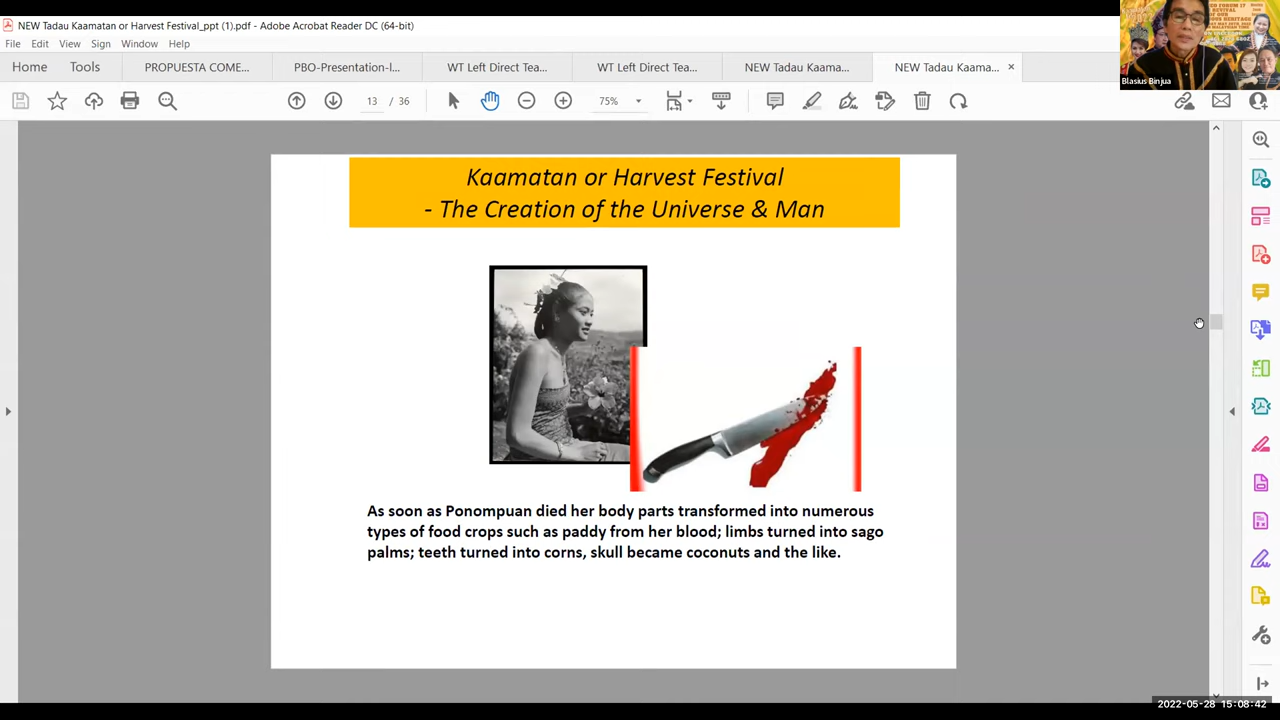 NEW Tadau Kaamatan or Harvest Festival_ppt (1).pdf - Adobe Acrobat Reader DC (64-bit)
File Edit View Sign Window Help
Home Tools PROPUESTA COME... PBO-Presentation-I... WT Left Direct Tea... WT Left Direct Tea... NEW Tadau Kaama... NEW Tadau Kaama... ×
13 / 36 75%
Blasius Binjua
Kaamatan or Harvest Festival
- The Creation of the Universe & Man
As soon as Ponompuan died her body parts transformed into numerous
types of food crops such as paddy from her blood; limbs turned into sago
palms; teeth turned into corns, skull became coconuts and the like.
2022-05-28 15:08:42